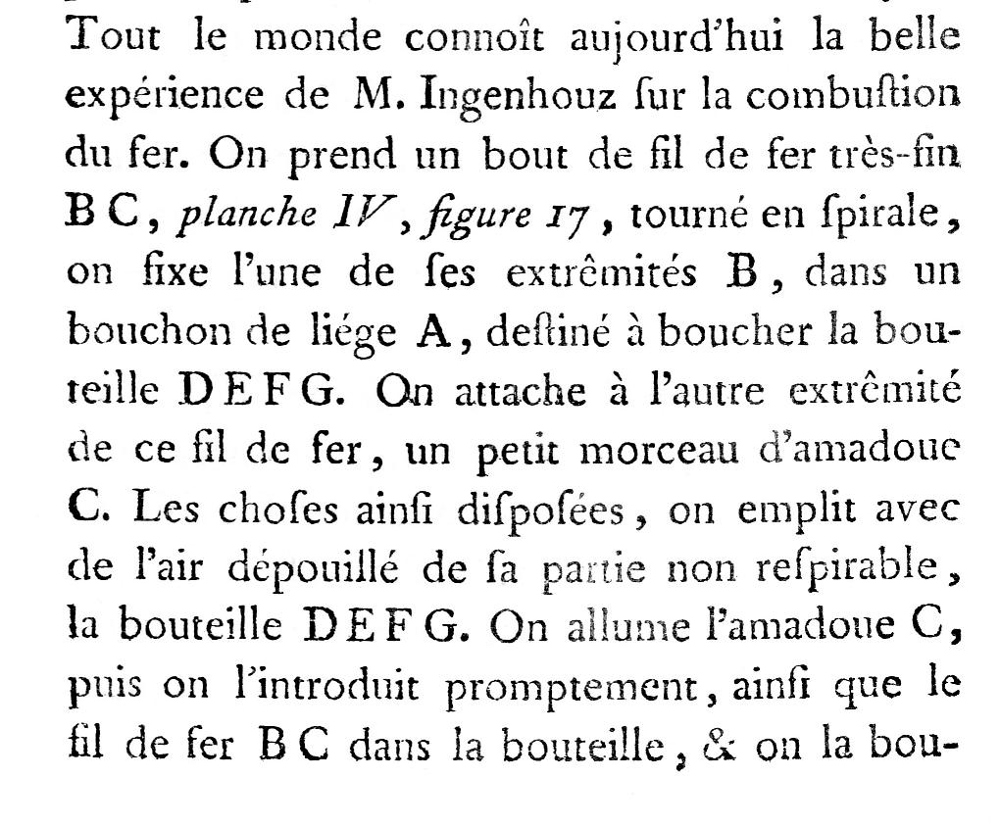 Tout le monde connoît aujourd'hui la belle
expérience de M. Ingenhouz ſur la combuſtion
du fer. On prend un bout de fil de fer très-fin
B C, planche IV, figure 17, tourné en ſpirale,
on fixe l'une de ſes extrêmités B, dans un
bouchon de liége A, deſtiné à boucher la bou-
teille D E F G. On attache à l'autre extrêmité
de ce fil de fer, un petit morceau d'amadoue
C. Les choſes ainſi diſpoſées, on emplit avec
de l'air dépouillé de ſa partie non reſpirable,
la bouteille D E F G. On allume l'amadoue C,
puis on l'introduit promptement, ainſi que le
fil de fer B C dans la bouteille, & on la bou-